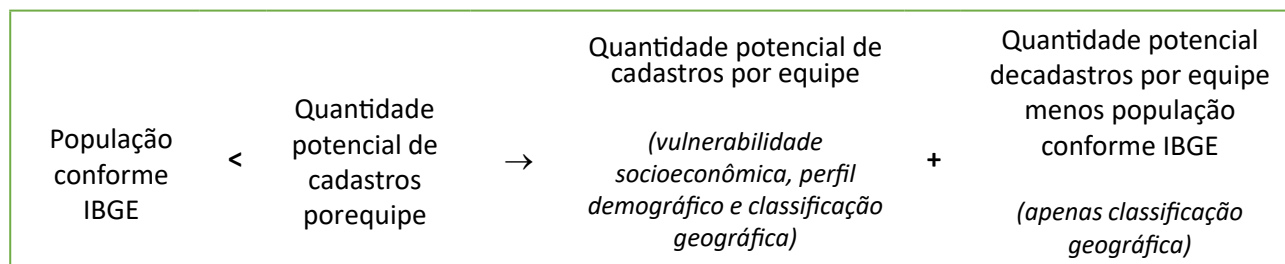 População
conforme
IBGE
<
Quantidade
potencial de
cadastros
porequipe
→
Quantidade potencial de
cadastros por equipe
(vulnerabilidade
socioeconômica, perfil
demográfico e classificação
geográfica)
+
Quantidade potencial
decadastros por equipe
menos população
conforme IBGE
(apenas classificação
geográfica)